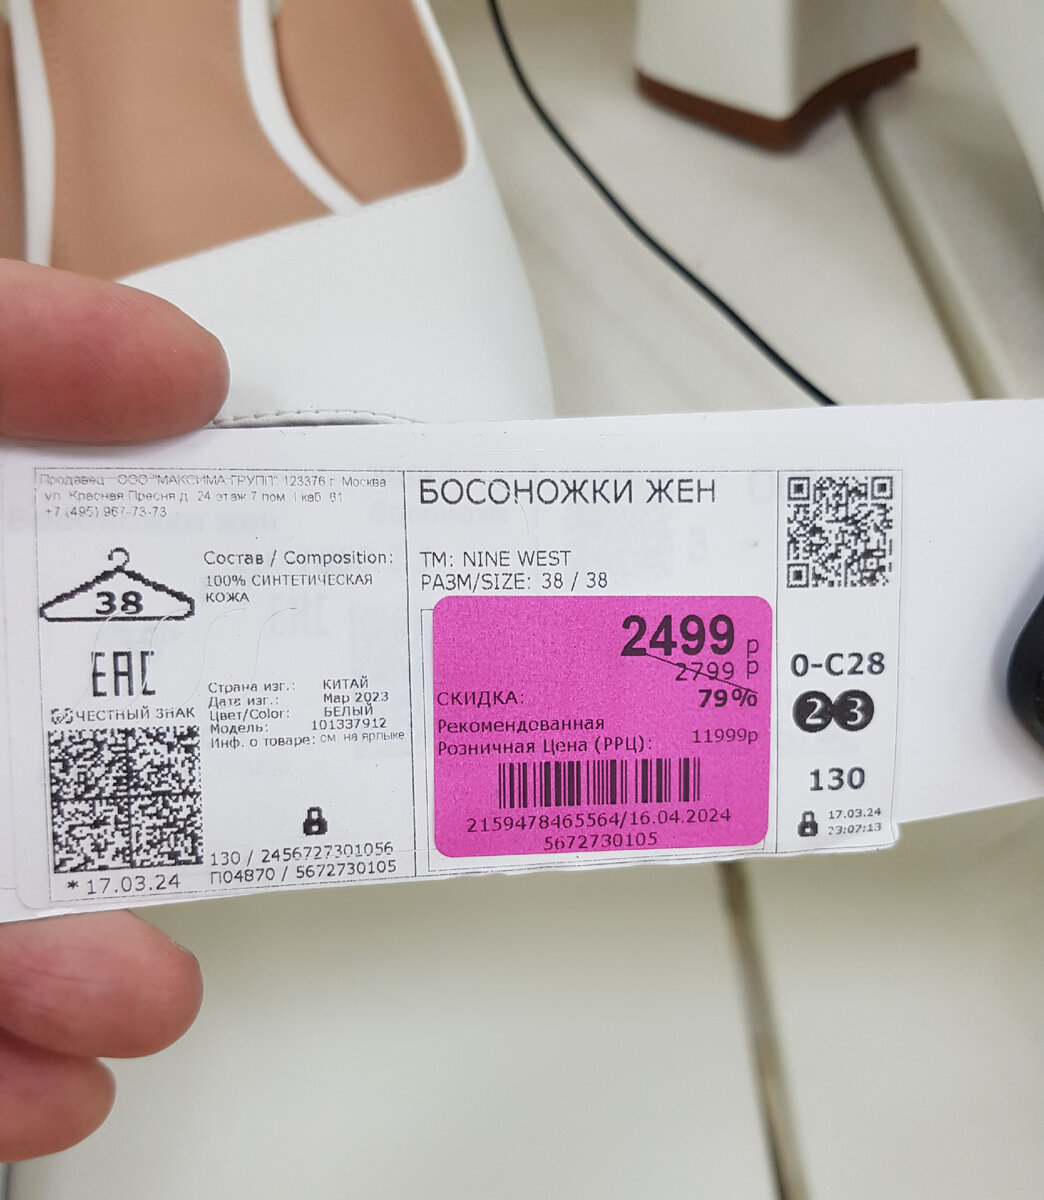 Продавец ООО "МАКСИМА ГРУПП" 123376 г. Москва
ул. Красная Пресня д. 24 этаж 7 пом. I каб. 61
+7 (495) 967-73-73
38
Состав / Composition:
100% СИНТЕТИЧЕСКАЯ
КОЖА
EAC
ЧЕСТНЫЙ ЗНАК
Страна изг.: КИТАЙ
Дата изг.: Мар 2023
Цвет/Color: БЕЛЫЙ
Модель: 101337912
Инф. о товаре: см. на ярлыке
130 / 2456727301056
П04870 / 5672730105
* 17.03.24
БОСОНОЖКИ ЖЕН
ТМ: NINE WEST
РАЗМ/SIZE: 38 / 38
2499 р
2799 р
СКИДКА: 79%
Рекомендованная
Розничная Цена (РРЦ): 11999р
2159478465564/16.04.2024
5672730105
0-C28
2 3
130
17.03.24
23:07:13